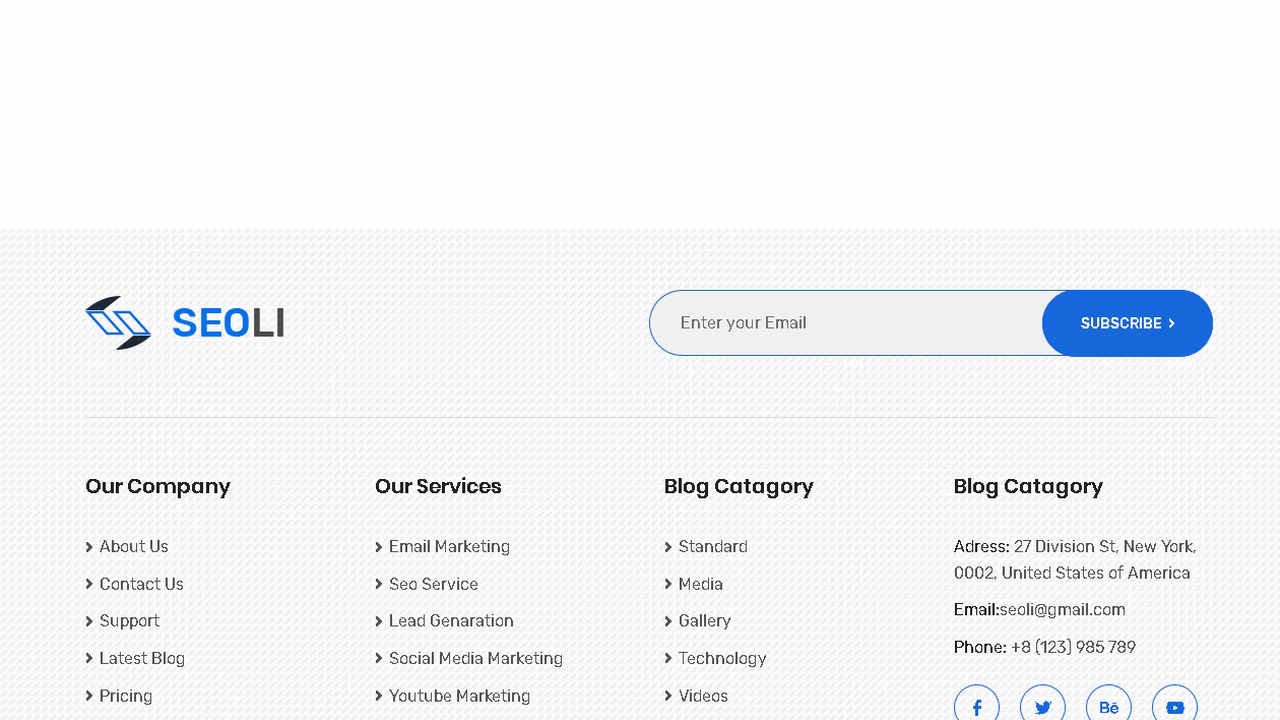 SEOLI
Enter your Email
SUBSCRIBE
Our Company
About Us
Contact Us
Support
Latest Blog
Pricing
Our Services
Email Marketing
Seo Service
Lead Genaration
Social Media Marketing
Youtube Marketing
Blog Catagory
Standard
Media
Gallery
Technology
Videos
Blog Catagory
Adress: 27 Division St, New York,
0002, United States of America
Email:seoli@gmail.com
Phone: +8 (123) 985 789
Bē